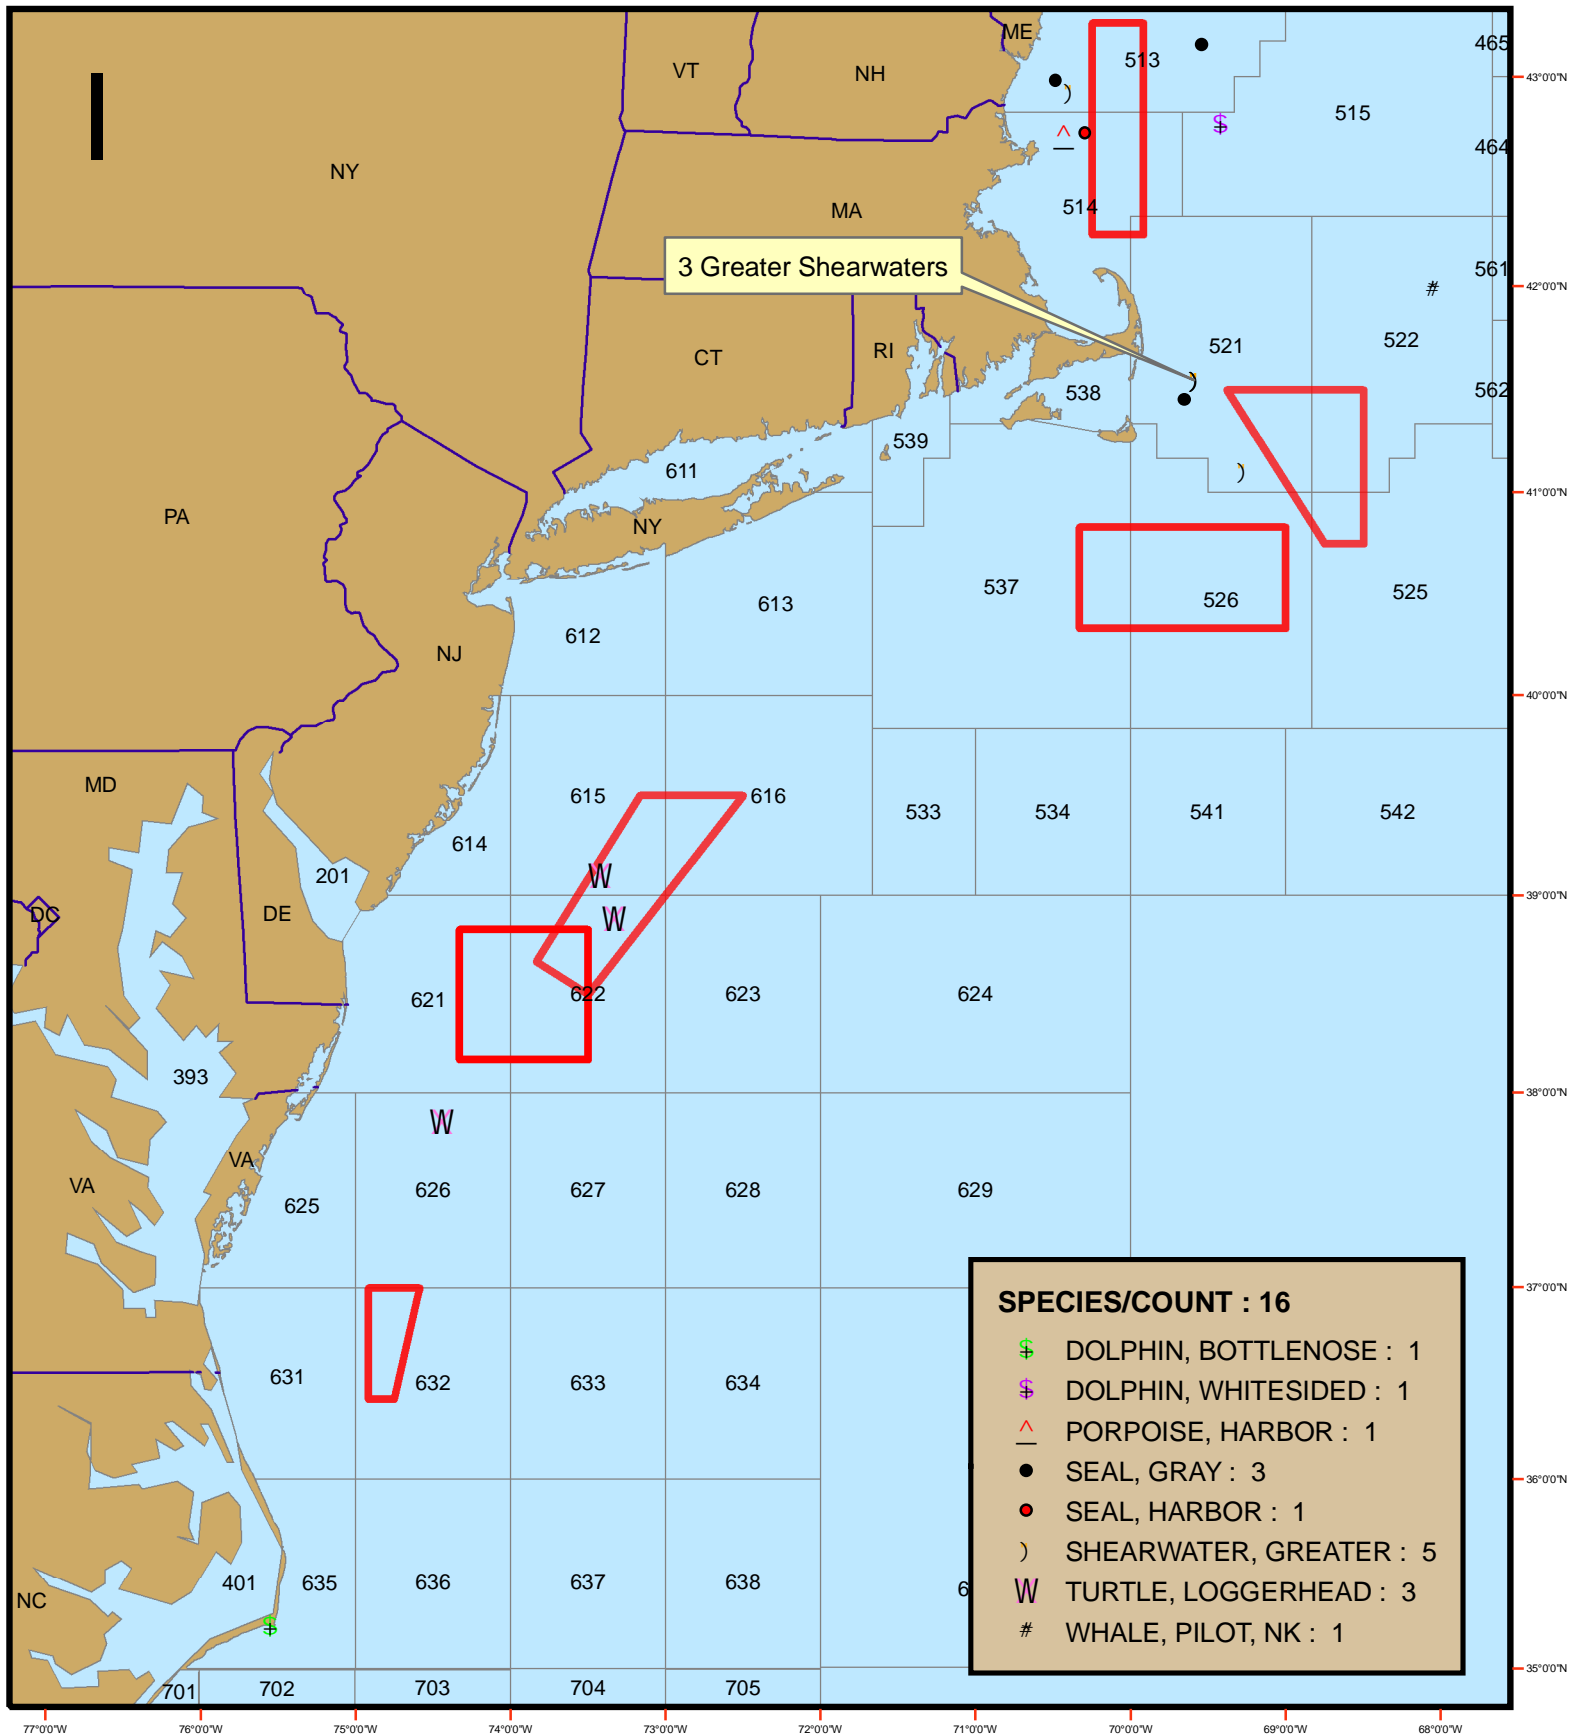 ME
465
VT
NH
513
43°0'0"N
515
464
NY
MA
514
3 Greater Shearwaters
561
42°0'0"N
CT
RI
521
522
538
562
539
611
41°0'0"N
PA
NY
537
526
525
613
612
NJ
40°0'0"N
MD
615
616
533
534
541
542
614
201
39°0'0"N
DC
DE
621
622
623
624
393
38°0'0"N
VA
VA
625
626
627
628
629
37°0'0"N
SPECIES/COUNT : 16
DOLPHIN, BOTTLENOSE : 1
DOLPHIN, WHITESIDED : 1
PORPOISE, HARBOR : 1
SEAL, GRAY : 3
SEAL, HARBOR : 1
SHEARWATER, GREATER : 5
TURTLE, LOGGERHEAD : 3
WHALE, PILOT, NK : 1
631
632
633
634
36°0'0"N
NC
401
635
636
637
638
6
35°0'0"N
701
702
703
704
705
77°0'0"W
76°0'0"W
75°0'0"W
74°0'0"W
73°0'0"W
72°0'0"W
71°0'0"W
70°0'0"W
69°0'0"W
68°0'0"W